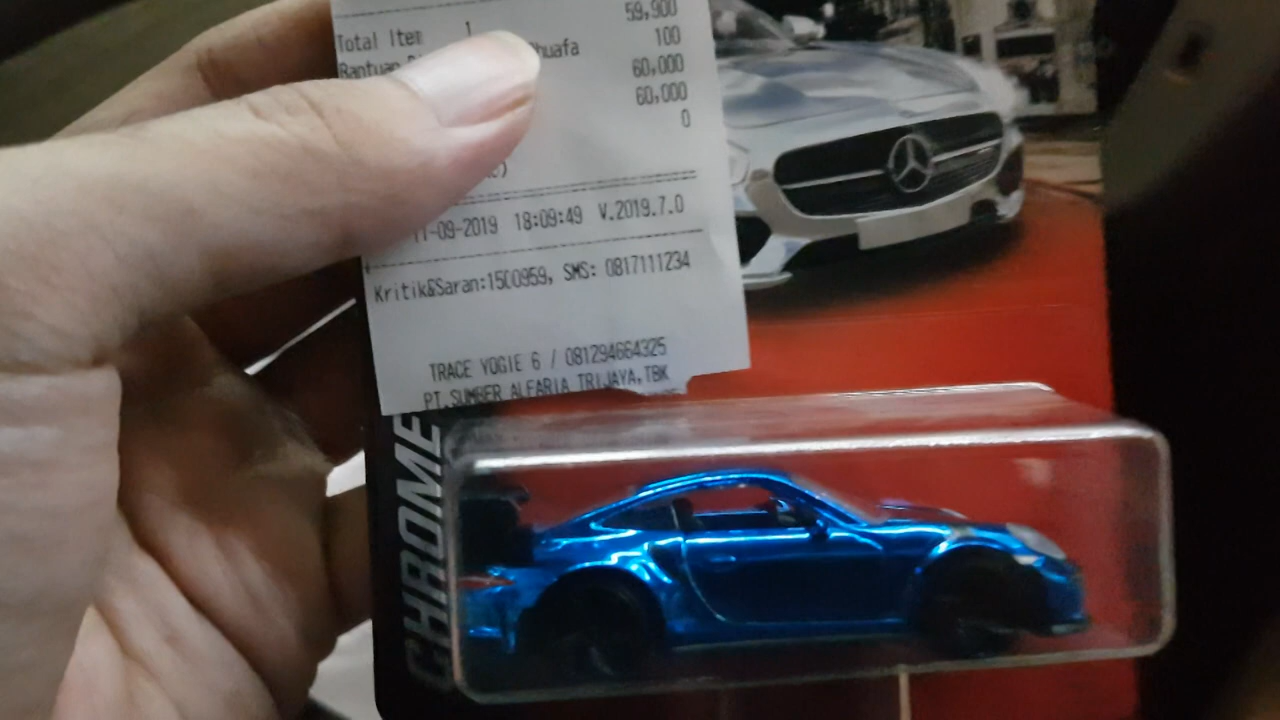 59,900
Total Item 1
100
Bantuan huafa
60,000
60,000
0
11-09-2019 18:09:49 V.2019.7.0
Kritik&Saran:1500959, SMS: 0817111234
TRACE YOGIE 6 / 081294664325
PT.SUMBER ALFARIA TRIJAYA,TBK
CHROME